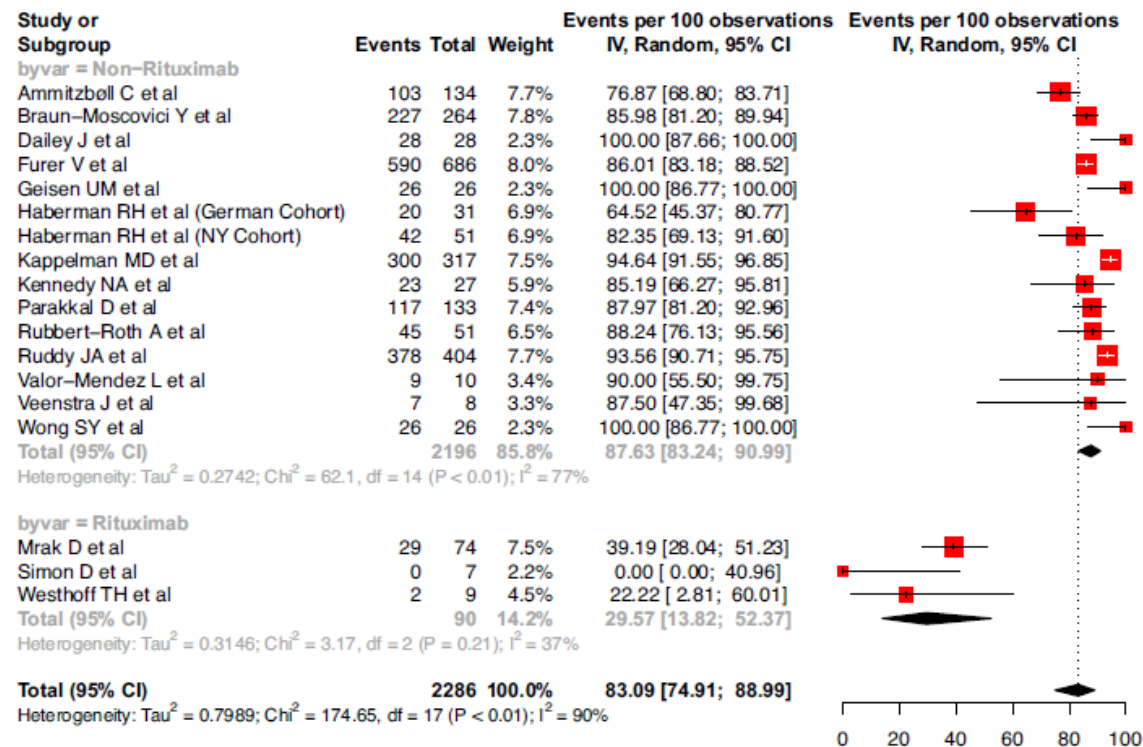 Study or Events per 100 observations Events per 100 observations
Subgroup Events Total Weight IV, Random, 95% CI IV, Random, 95% CI
byvar = Non−Rituximab
Ammitzbøll C et al 103 134 7.7% 76.87 [68.80; 83.71]
Braun−Moscovici Y et al 227 264 7.8% 85.98 [81.20; 89.94]
Dailey J et al 28 28 2.3% 100.00 [87.66; 100.00]
Furer V et al 590 686 8.0% 86.01 [83.18; 88.52]
Geisen UM et al 26 26 2.3% 100.00 [86.77; 100.00]
Haberman RH et al (German Cohort) 20 31 6.9% 64.52 [45.37; 80.77]
Haberman RH et al (NY Cohort) 42 51 6.9% 82.35 [69.13; 91.60]
Kappelman MD et al 300 317 7.5% 94.64 [91.55; 96.85]
Kennedy NA et al 23 27 5.9% 85.19 [66.27; 95.81]
Parakkal D et al 117 133 7.4% 87.97 [81.20; 92.96]
Rubbert−Roth A et al 45 51 6.5% 88.24 [76.13; 95.56]
Ruddy JA et al 378 404 7.7% 93.56 [90.71; 95.75]
Valor−Mendez L et al 9 10 3.4% 90.00 [55.50; 99.75]
Veenstra J et al 7 8 3.3% 87.50 [47.35; 99.68]
Wong SY et al 26 26 2.3% 100.00 [86.77; 100.00]
Total (95% CI) 2196 85.8% 87.63 [83.24; 90.99]
Heterogeneity: Tau² = 0.2742; Chi² = 62.1, df = 14 (P < 0.01); I² = 77%
byvar = Rituximab
Mrak D et al 29 74 7.5% 39.19 [28.04; 51.23]
Simon D et al 0 7 2.2% 0.00 [ 0.00; 40.96]
Westhoff TH et al 2 9 4.5% 22.22 [ 2.81; 60.01]
Total (95% CI) 90 14.2% 29.57 [13.82; 52.37]
Heterogeneity: Tau² = 0.3146; Chi² = 3.17, df = 2 (P = 0.21); I² = 37%
Total (95% CI) 2286 100.0% 83.09 [74.91; 88.99]
Heterogeneity: Tau² = 0.7989; Chi² = 174.65, df = 17 (P < 0.01); I² = 90%
0 20 40 60 80 100